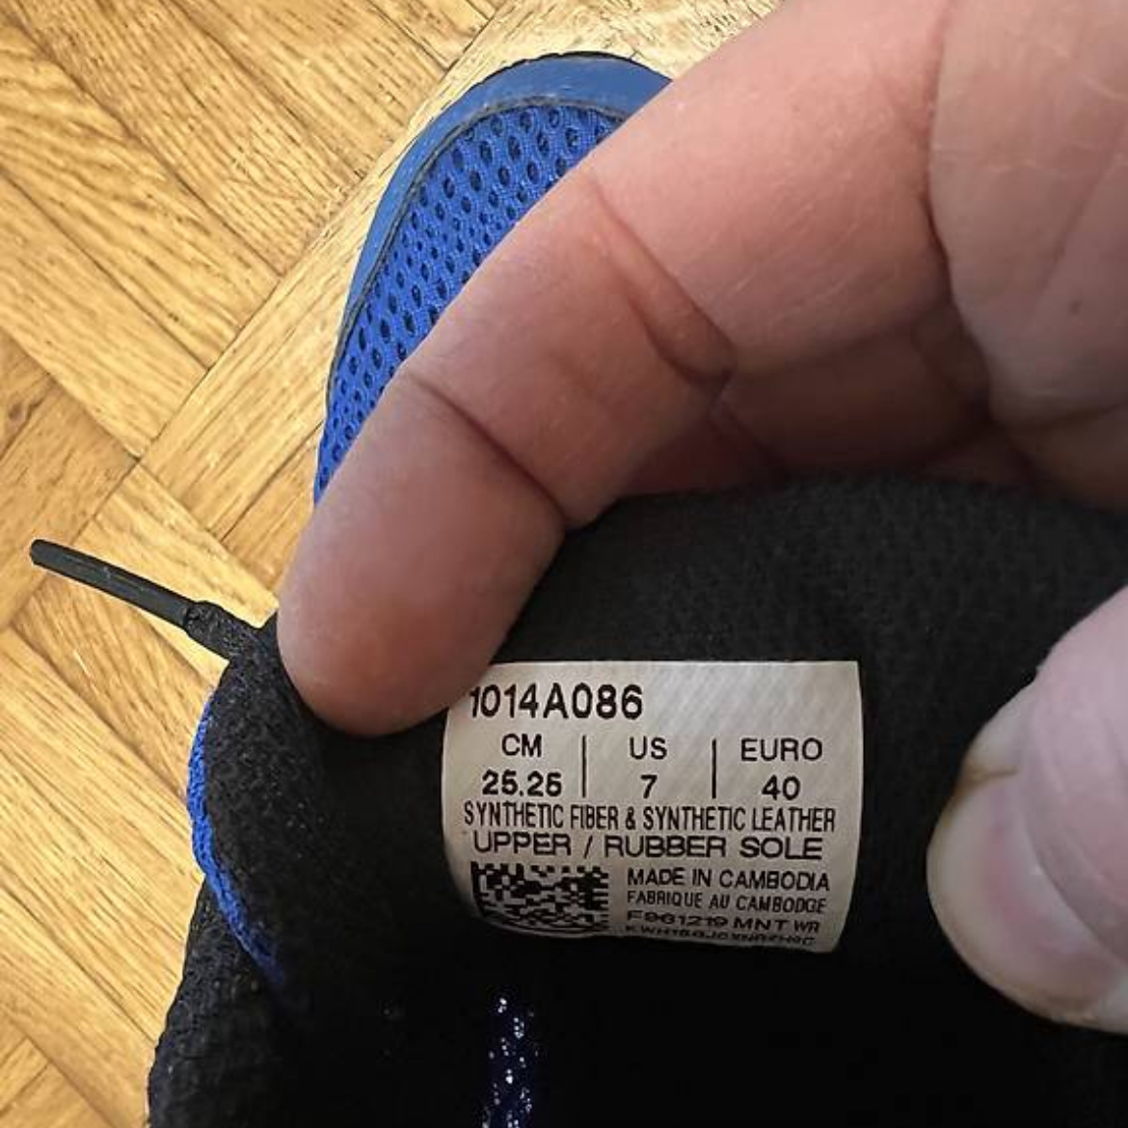 1014A086
CM | US | EURO
25.25 | 7 | 40
SYNTHETIC FIBER & SYNTHETIC LEATHER
UPPER / RUBBER SOLE
MADE IN CAMBODIA
FABRIQUE AU CAMBODGE
F961219 MNT WR